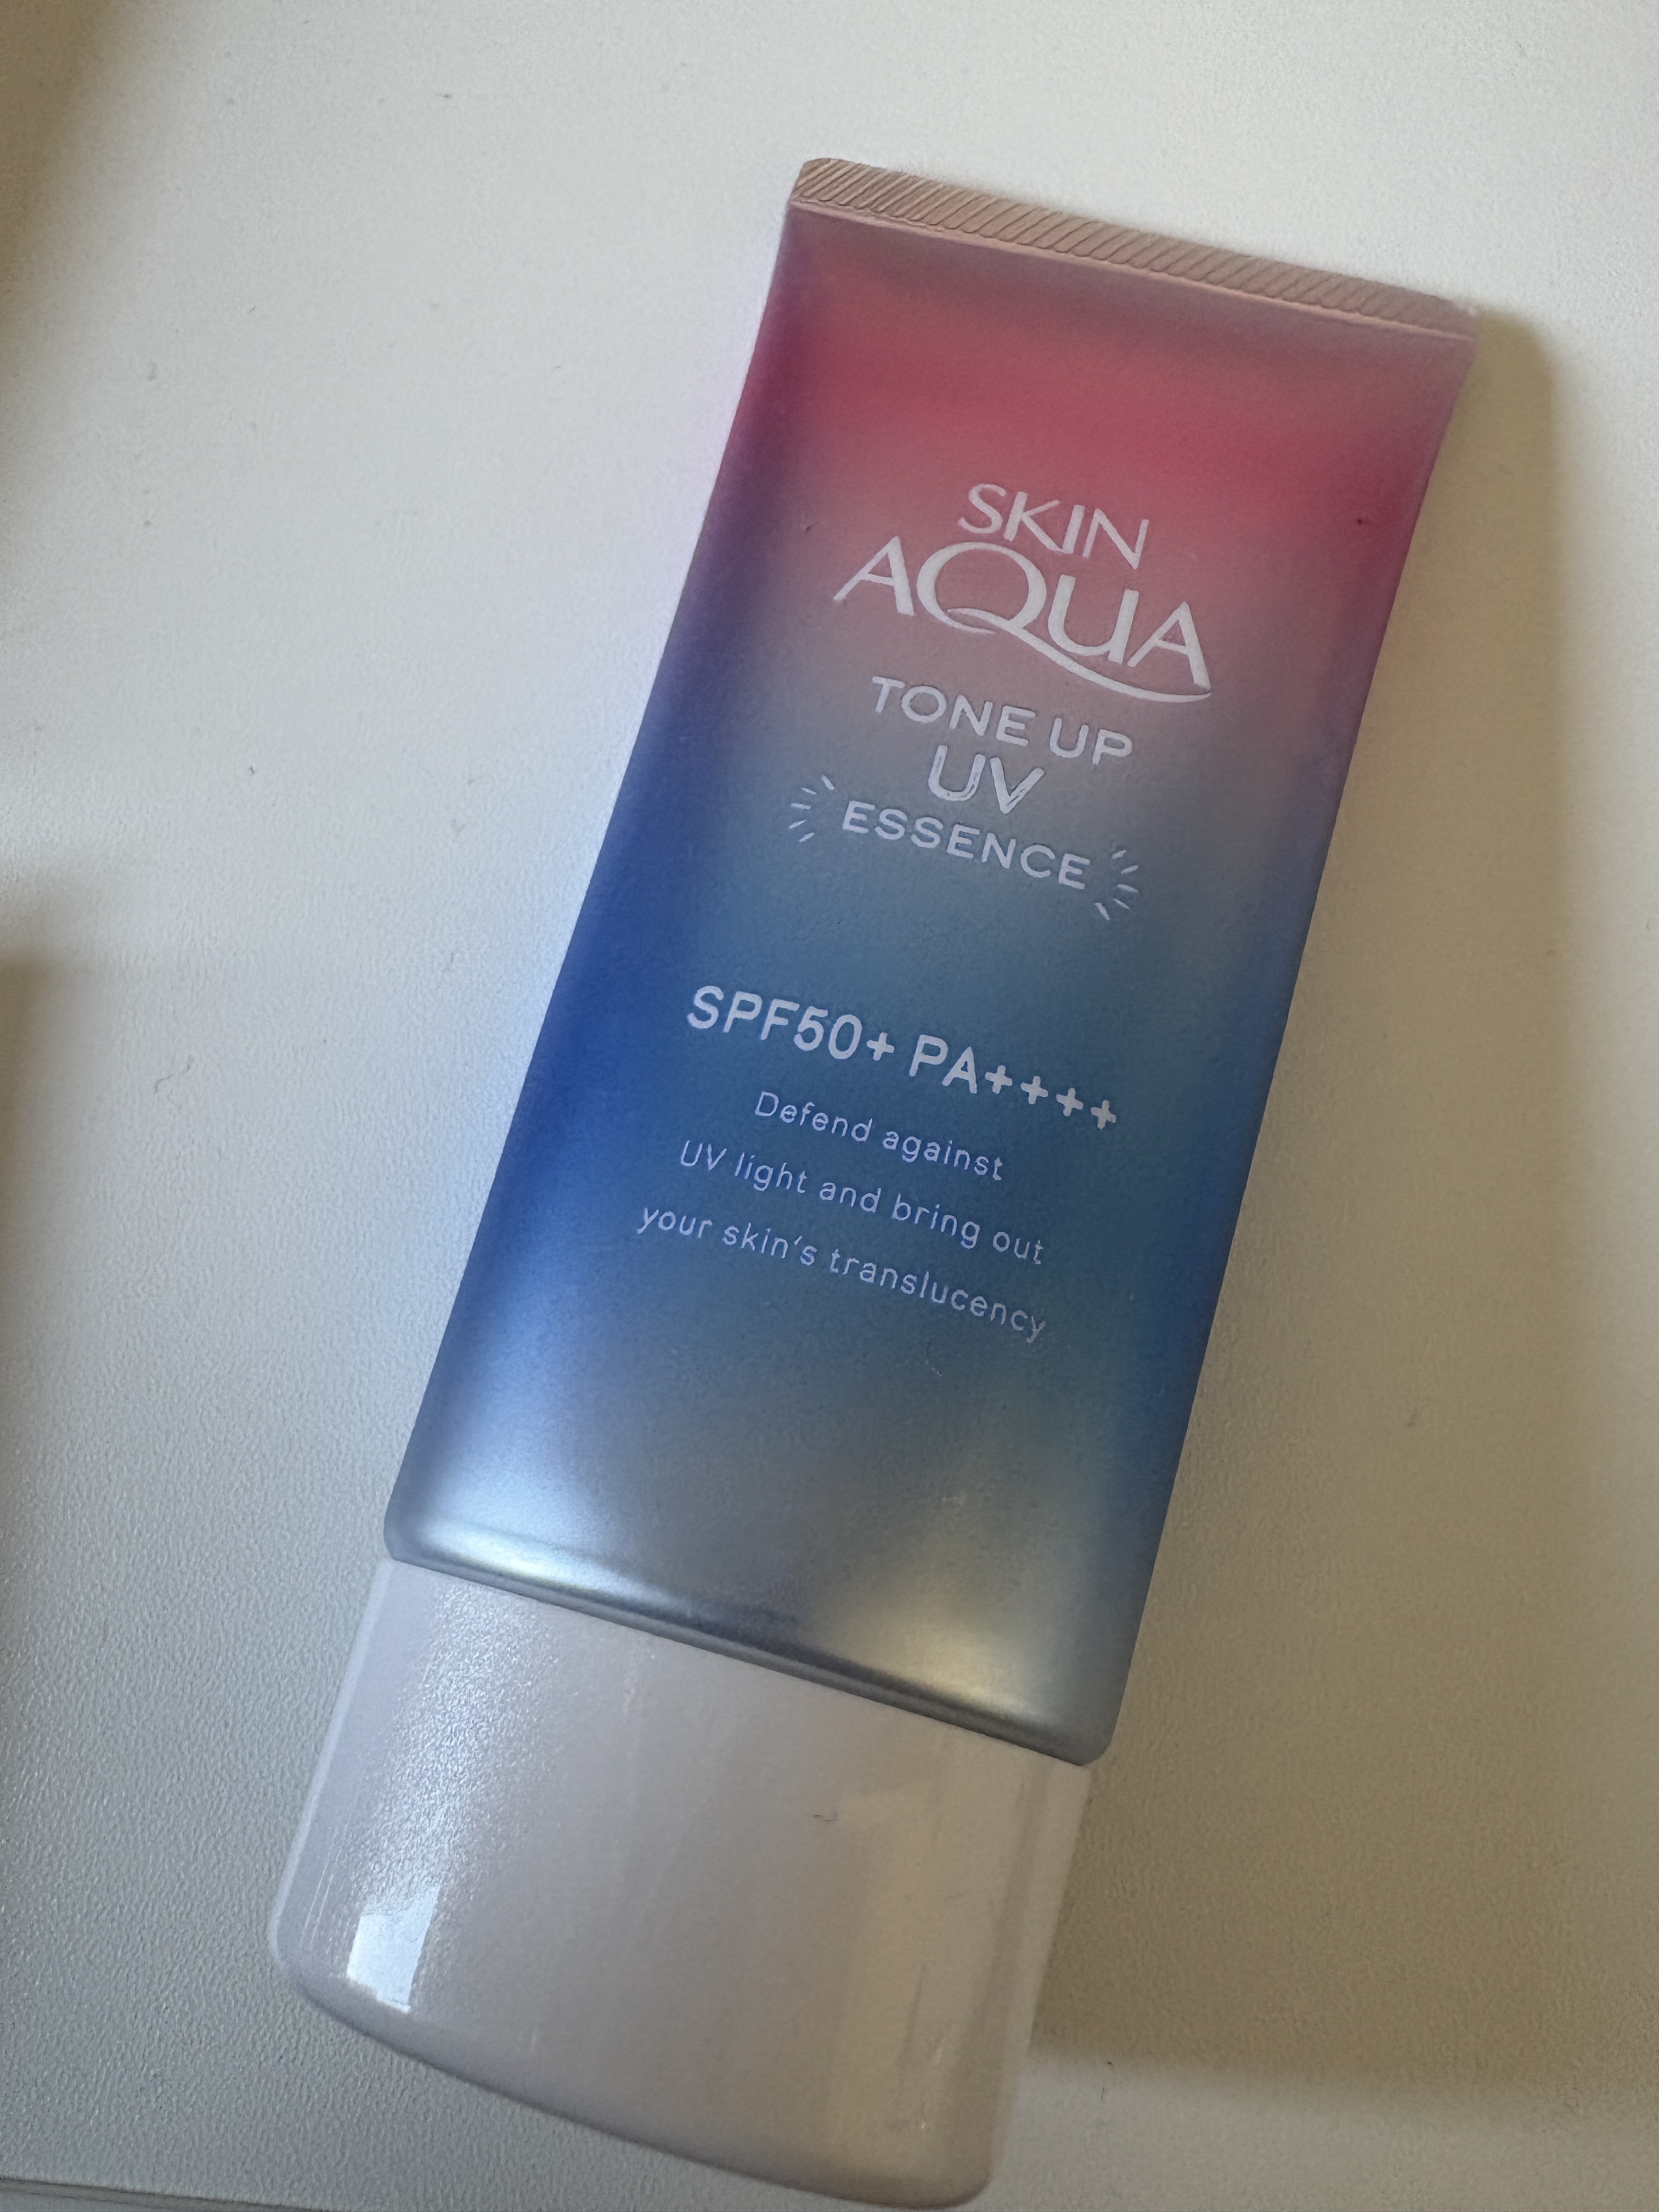 SKIN
AQUA
TONE UP
UV
ESSENCE
SPF50+ PA++++
Defend against
UV light and bring out
your skin's translucency